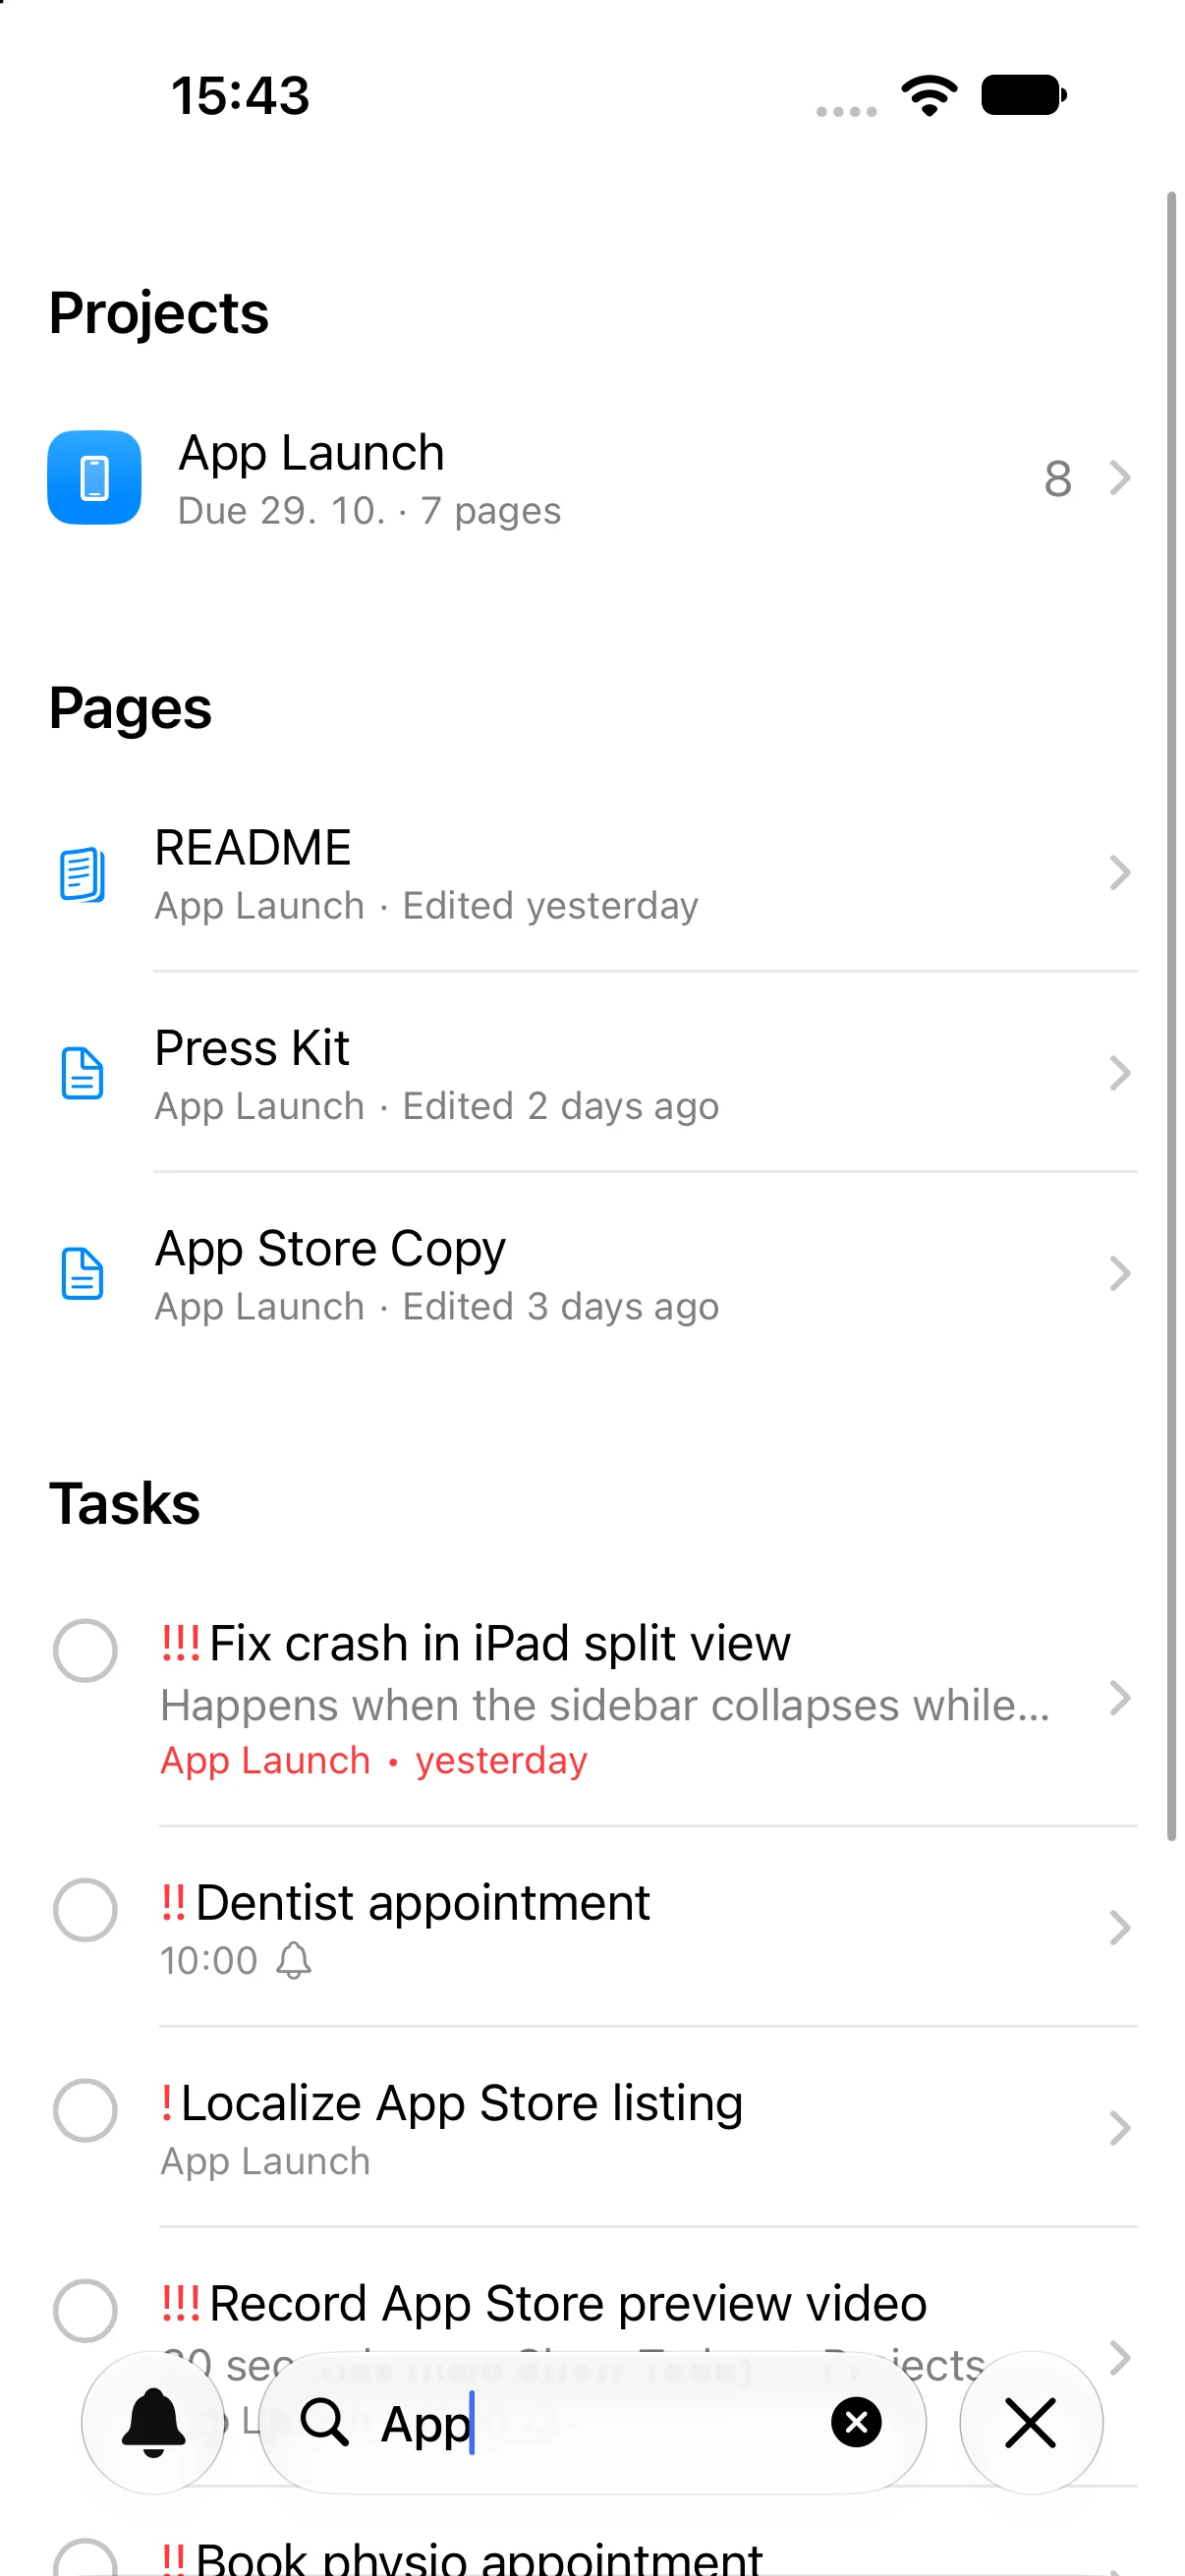 15:43
Projects
App Launch
Due 29. 10. · 7 pages
8
Pages
README
App Launch · Edited yesterday
Press Kit
App Launch · Edited 2 days ago
App Store Copy
App Launch · Edited 3 days ago
Tasks
!!! Fix crash in iPad split view
Happens when the sidebar collapses while...
App Launch • yesterday
!! Dentist appointment
10:00
! Localize App Store listing
App Launch
!!! Record App Store preview video
App
!! Book physio appointment